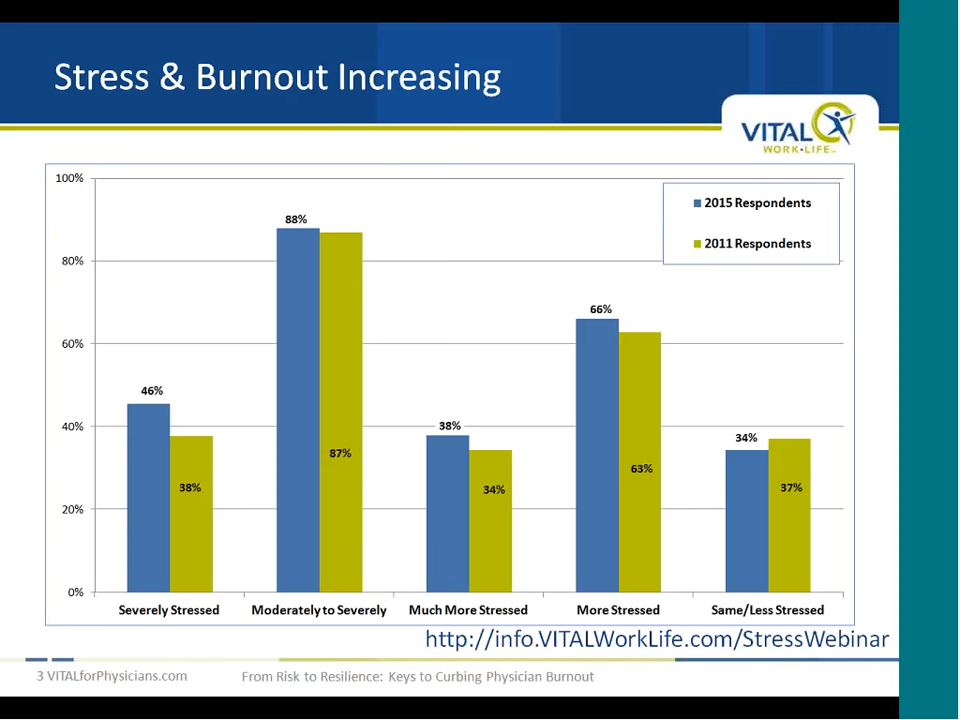 Stress & Burnout Increasing
VITAL
WORK•LIFE™
100%
80%
60%
40%
20%
0%
2015 Respondents
2011 Respondents
46%
38%
88%
87%
38%
34%
66%
63%
34%
37%
Severely Stressed
Moderately to Severely
Much More Stressed
More Stressed
Same/Less Stressed
http://info.VITALWorkLife.com/StressWebinar
3 VITALforPhysicians.com
From Risk to Resilience: Keys to Curbing Physician Burnout